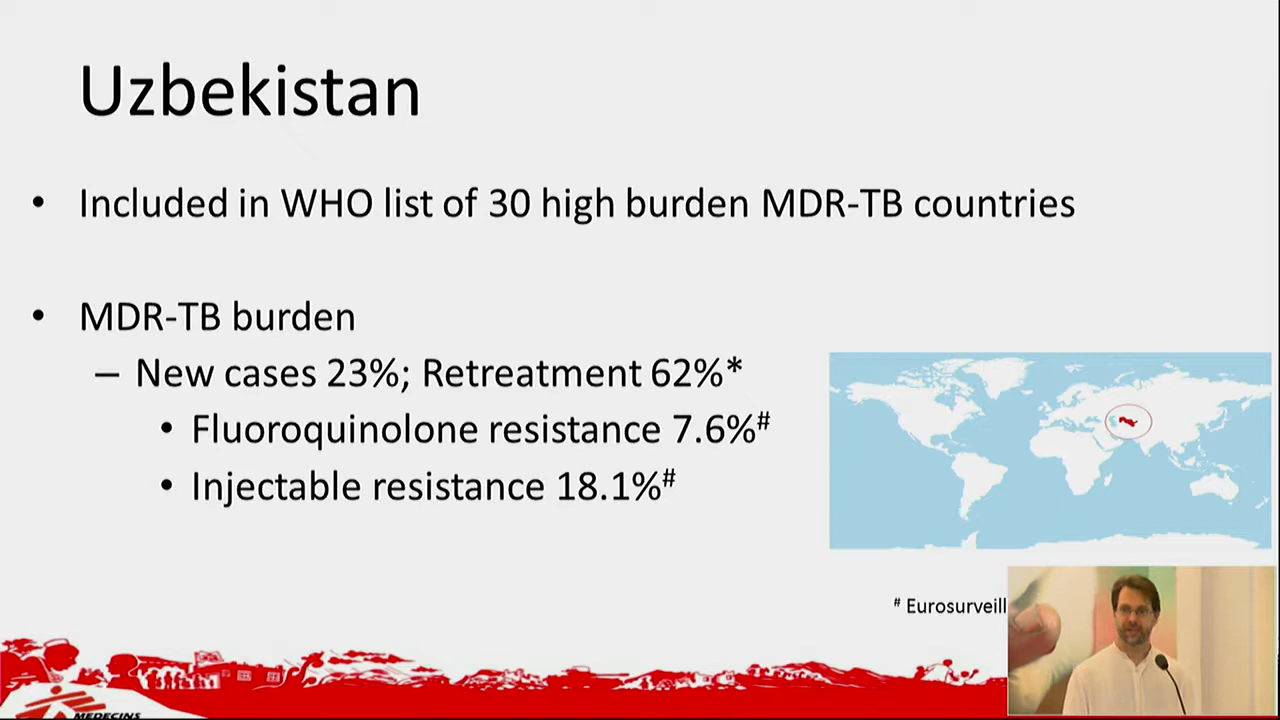 Uzbekistan
• Included in WHO list of 30 high burden MDR-TB countries
• MDR-TB burden
– New cases 23%; Retreatment 62%*
• Fluoroquinolone resistance 7.6%#
• Injectable resistance 18.1%#
# Eurosurveill
MEDECINS